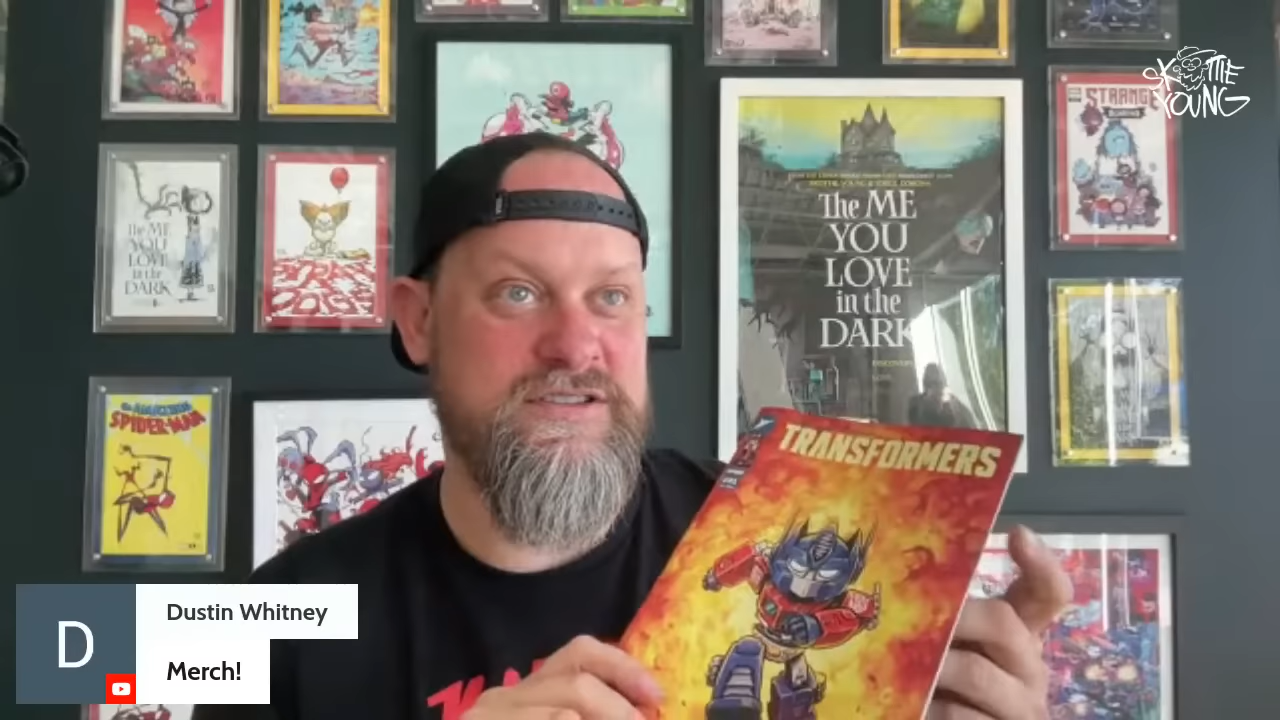 SKOTTIE
YOUNG
STRANGE
The ME
YOU
LOVE
in the
DARK
The ME
YOU
LOVE
in the
DARK
The AMAZING
SPIDER-MAN
TRANSFORMERS
Dustin Whitney
D
Merch!